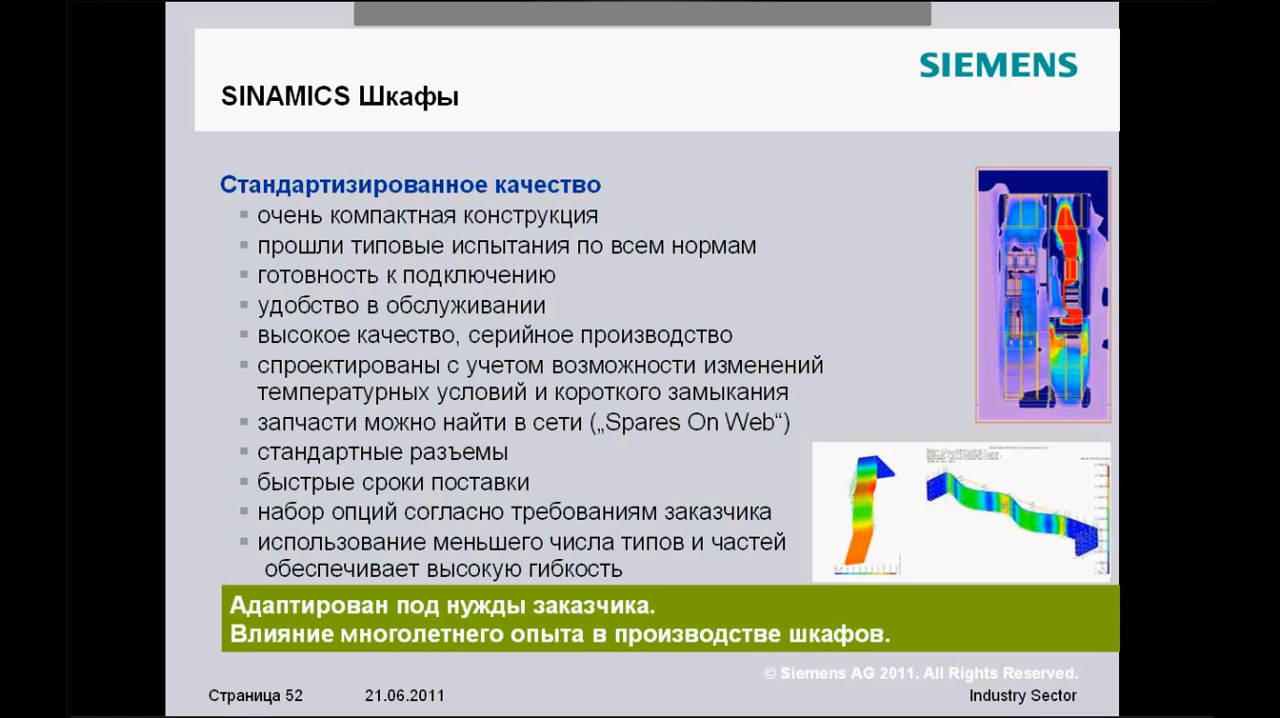 SIEMENS
SINAMICS Шкафы
Стандартизированное качество
очень компактная конструкция
прошли типовые испытания по всем нормам
готовность к подключению
удобство в обслуживании
высокое качество, серийное производство
спроектированы с учетом возможности изменений
температурных условий и короткого замыкания
запчасти можно найти в сети („Spares On Web“)
стандартные разъемы
быстрые сроки поставки
набор опций согласно требованиям заказчика
использование меньшего числа типов и частей
обеспечивает высокую гибкость
Адаптирован под нужды заказчика.
Влияние многолетнего опыта в производстве шкафов.
© Siemens AG 2011. All Rights Reserved.
Страница 52 21.06.2011 Industry Sector